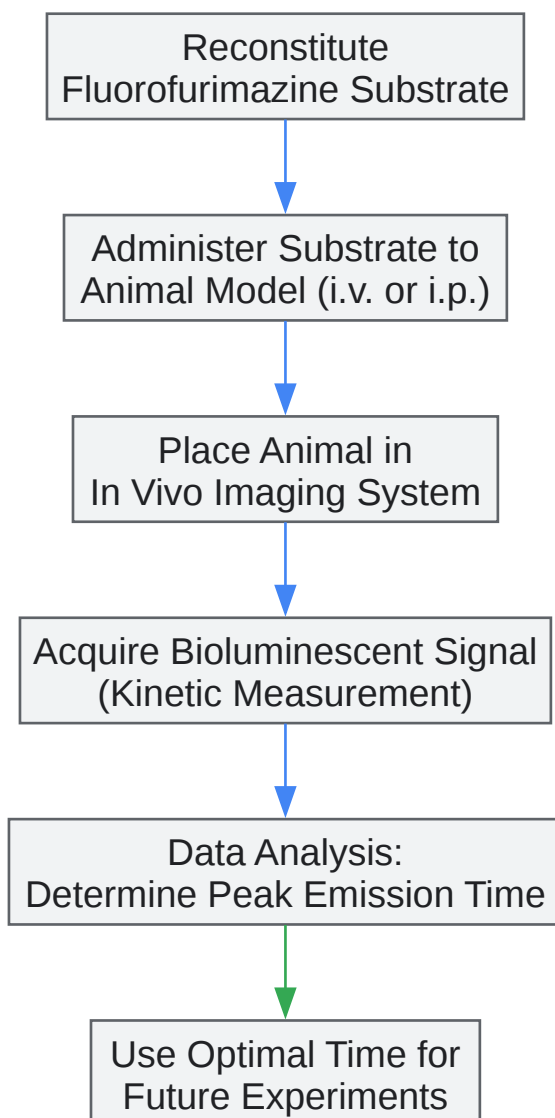 Reconstitute
Fluorofurimazine Substrate
Administer Substrate to
Animal Model (i.v. or i.p.)
Place Animal in
In Vivo Imaging System
Acquire Bioluminescent Signal
(Kinetic Measurement)
Data Analysis:
Determine Peak Emission Time
Use Optimal Time for
Future Experiments